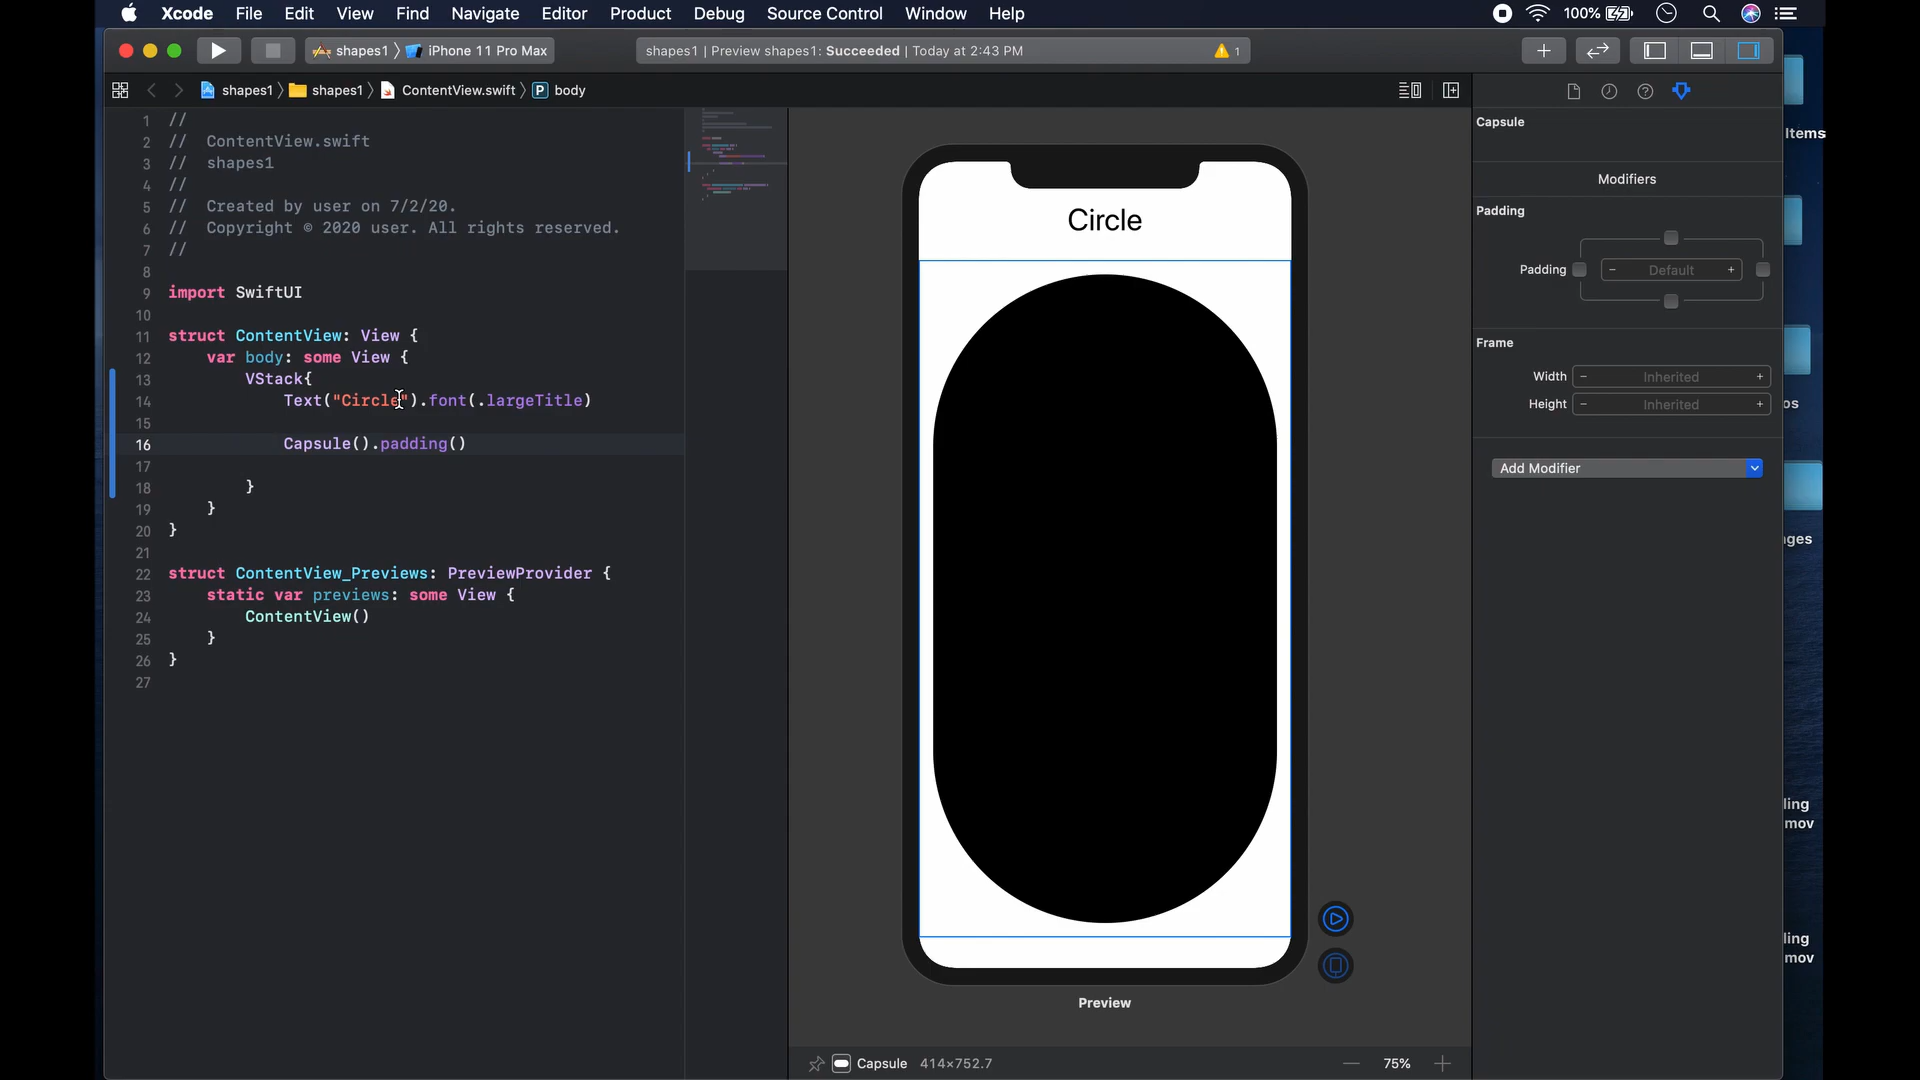 Xcode File Edit View Find Navigate Editor Product Debug Source Control Window Help 100%
shapes1 〉 iPhone 11 Pro Max shapes1 | Preview shapes1: Succeeded | Today at 2:43 PM 1
shapes1 〉 shapes1 〉 ContentView.swift 〉 P body
1 //
2 // ContentView.swift
3 // shapes1
4 //
5 // Created by user on 7/2/20.
6 // Copyright © 2020 user. All rights reserved.
7 //
8
9 import SwiftUI
10
11 struct ContentView: View {
12 var body: some View {
13 VStack{
14 Text("Circle").font(.largeTitle)
15
16 Capsule().padding()
17
18 }
19 }
20 }
21
22 struct ContentView_Previews: PreviewProvider {
23 static var previews: some View {
24 ContentView()
25 }
26 }
27
Circle
Preview
Capsule 414×752.7 75%
Capsule
Modifiers
Padding
Padding - Default +
Frame
Width - Inherited +
Height - Inherited +
Add Modifier
Items
os
ages
ling
mov
ling
mov